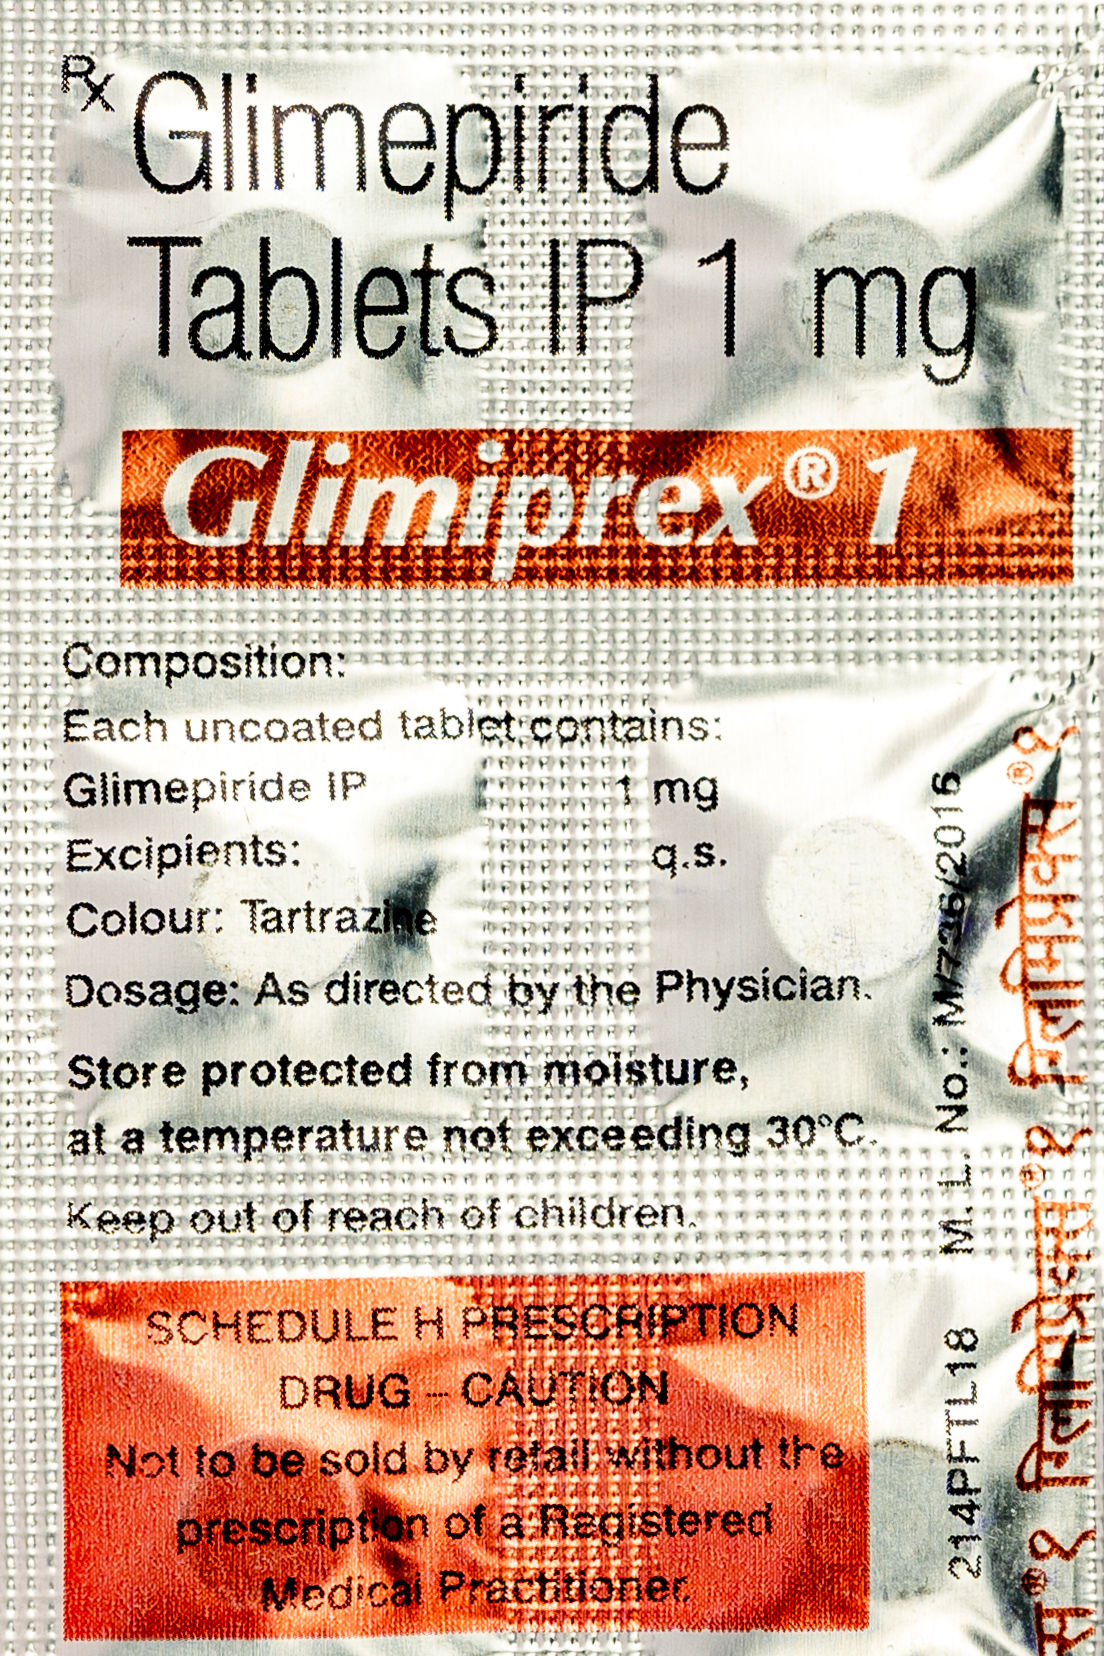 Rx Glimepiride
Tablets IP 1 mg
Glimiprex® 1
Composition:
Each uncoated tablet contains:
Glimepiride IP 1 mg
Excipients: q.s.
Colour: Tartrazine
Dosage: As directed by the Physician.
Store protected from moisture,
at a temperature not exceeding 30°C.
Keep out of reach of children.
SCHEDULE H PRESCRIPTION
DRUG – CAUTION
Not to be sold by retail without the
prescription of a Registered
Medical Practitioner.
M. L. No.: M/736/2016
214PFTL18
ग्लिमिप्रेक्स® १
ग्लिमिप्रेक्स® १
® १